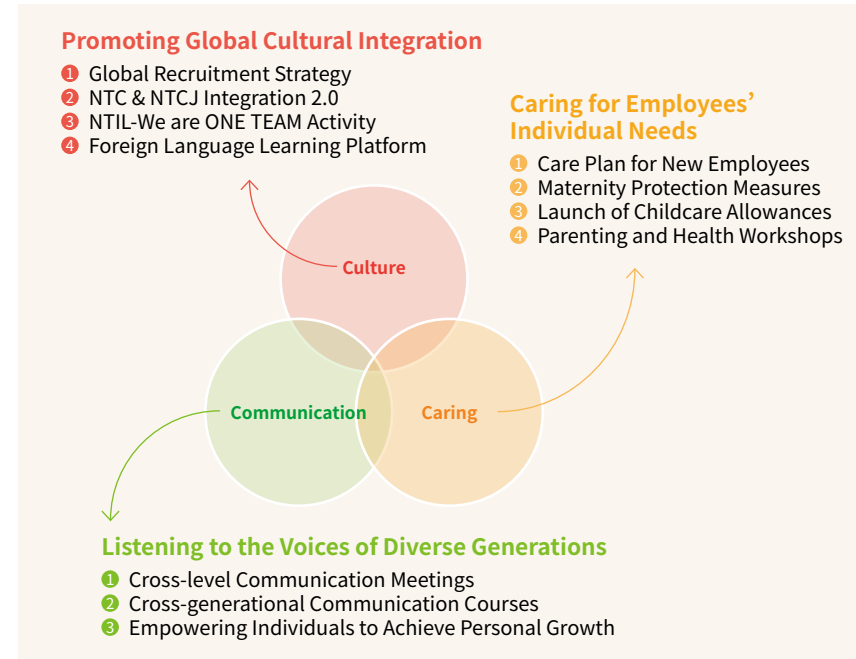 Promoting Global Cultural Integration
1 Global Recruitment Strategy
2 NTC & NTCJ Integration 2.0
3 NTIL-We are ONE TEAM Activity
4 Foreign Language Learning Platform
Caring for Employees’
Individual Needs
1 Care Plan for New Employees
2 Maternity Protection Measures
3 Launch of Childcare Allowances
4 Parenting and Health Workshops
Culture
Communication
Caring
Listening to the Voices of Diverse Generations
1 Cross-level Communication Meetings
2 Cross-generational Communication Courses
3 Empowering Individuals to Achieve Personal Growth